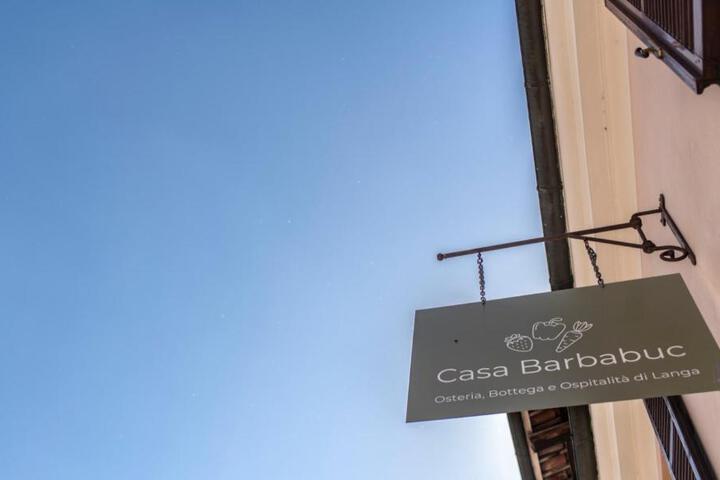 Casa Barbabuc
Osteria, Bottega e Ospitalità di Langa